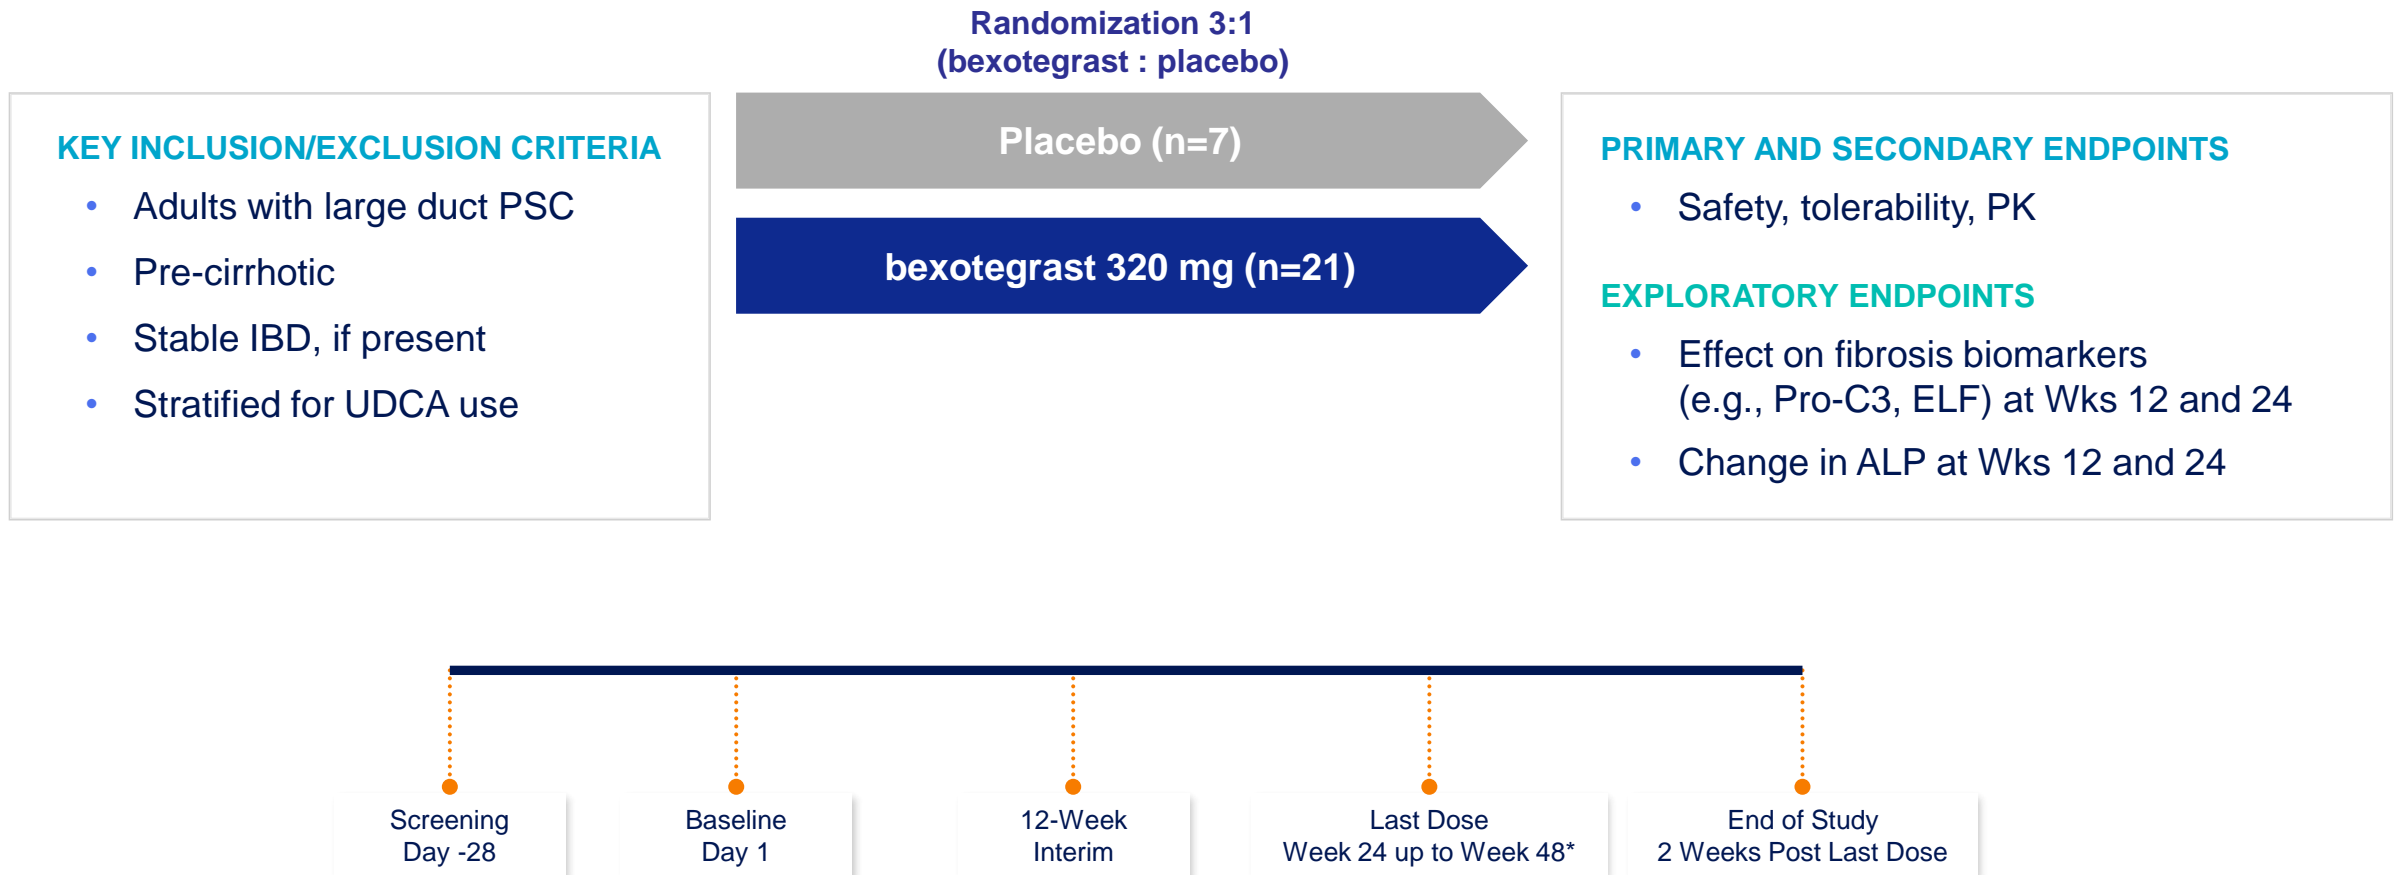 Randomization 3:1
(bexotegrast : placebo)
KEY INCLUSION/EXCLUSION CRITERIA
• Adults with large duct PSC
• Pre-cirrhotic
• Stable IBD, if present
• Stratified for UDCA use
Placebo (n=7)
bexotegrast 320 mg (n=21)
PRIMARY AND SECONDARY ENDPOINTS
• Safety, tolerability, PK
EXPLORATORY ENDPOINTS
• Effect on fibrosis biomarkers
(e.g., Pro-C3, ELF) at Wks 12 and 24
• Change in ALP at Wks 12 and 24
Screening
Day -28
Baseline
Day 1
12-Week
Interim
Last Dose
Week 24 up to Week 48*
End of Study
2 Weeks Post Last Dose